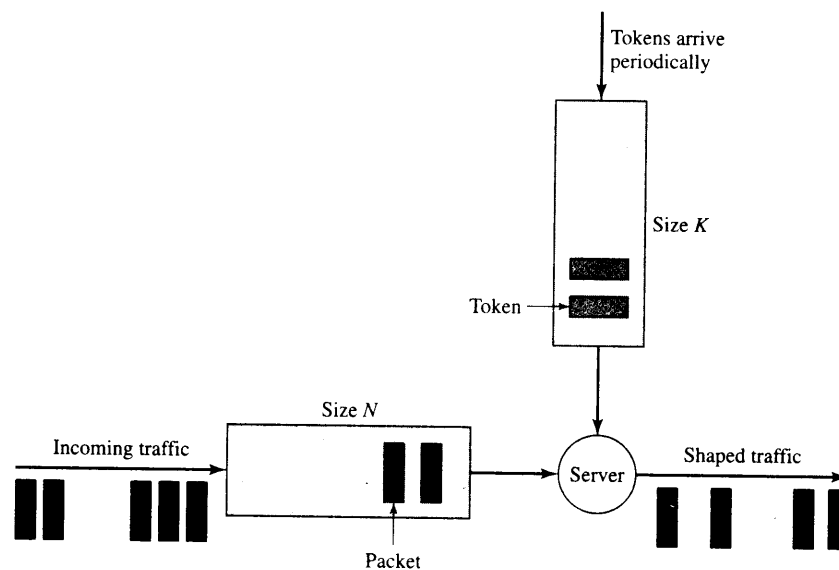 Tokens arrive
periodically
Size K
Token
Size N
Incoming traffic
Server
Shaped traffic
Packet